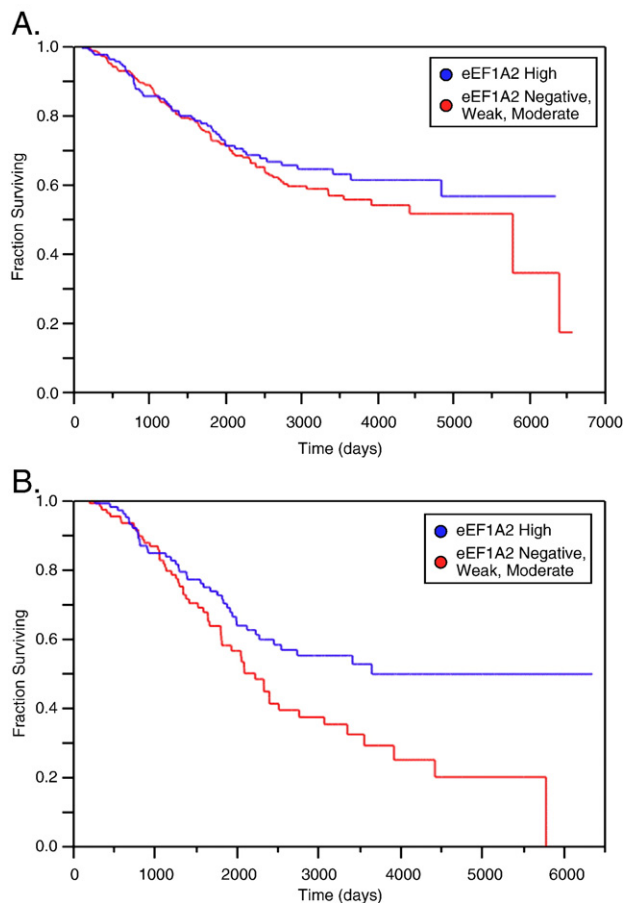 A.
1.0
0.8
0.6
0.4
0.2
0.0
Fraction Surviving
eEF1A2 High
eEF1A2 Negative,
Weak, Moderate
0 1000 2000 3000 4000 5000 6000 7000
Time (days)
B.
1.0
0.8
0.6
0.4
0.2
0.0
Fraction Surviving
eEF1A2 High
eEF1A2 Negative,
Weak, Moderate
0 1000 2000 3000 4000 5000 6000
Time (days)